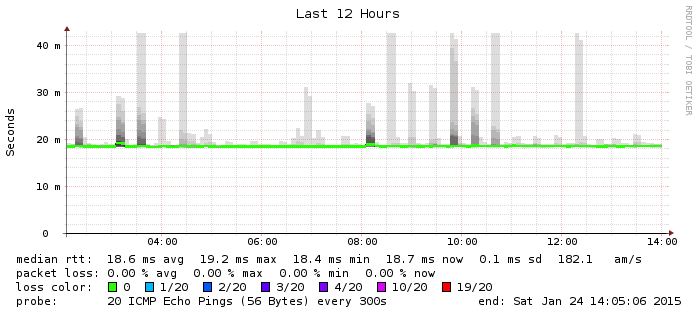 Last 12 Hours
RRDTOOL / TOBI OETIKER
Seconds
40 m
30 m
20 m
10 m
0
04:00 06:00 08:00 10:00 12:00 14:00
median rtt: 18.6 ms avg 19.2 ms max 18.4 ms min 18.7 ms now 0.1 ms sd 182.1 am/s
packet loss: 0.00 % avg 0.00 % max 0.00 % min 0.00 % now
loss color: 0 1/20 2/20 3/20 4/20 10/20 19/20
probe: 20 ICMP Echo Pings (56 Bytes) every 300s end: Sat Jan 24 14:05:06 2015